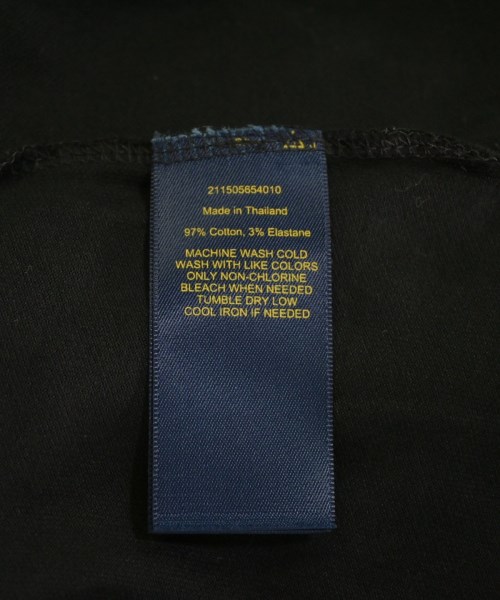 211505654010
Made in Thailand
97% Cotton, 3% Elastane
MACHINE WASH COLD
WASH WITH LIKE COLORS
ONLY NON-CHLORINE
BLEACH WHEN NEEDED
TUMBLE DRY LOW
COOL IRON IF NEEDED